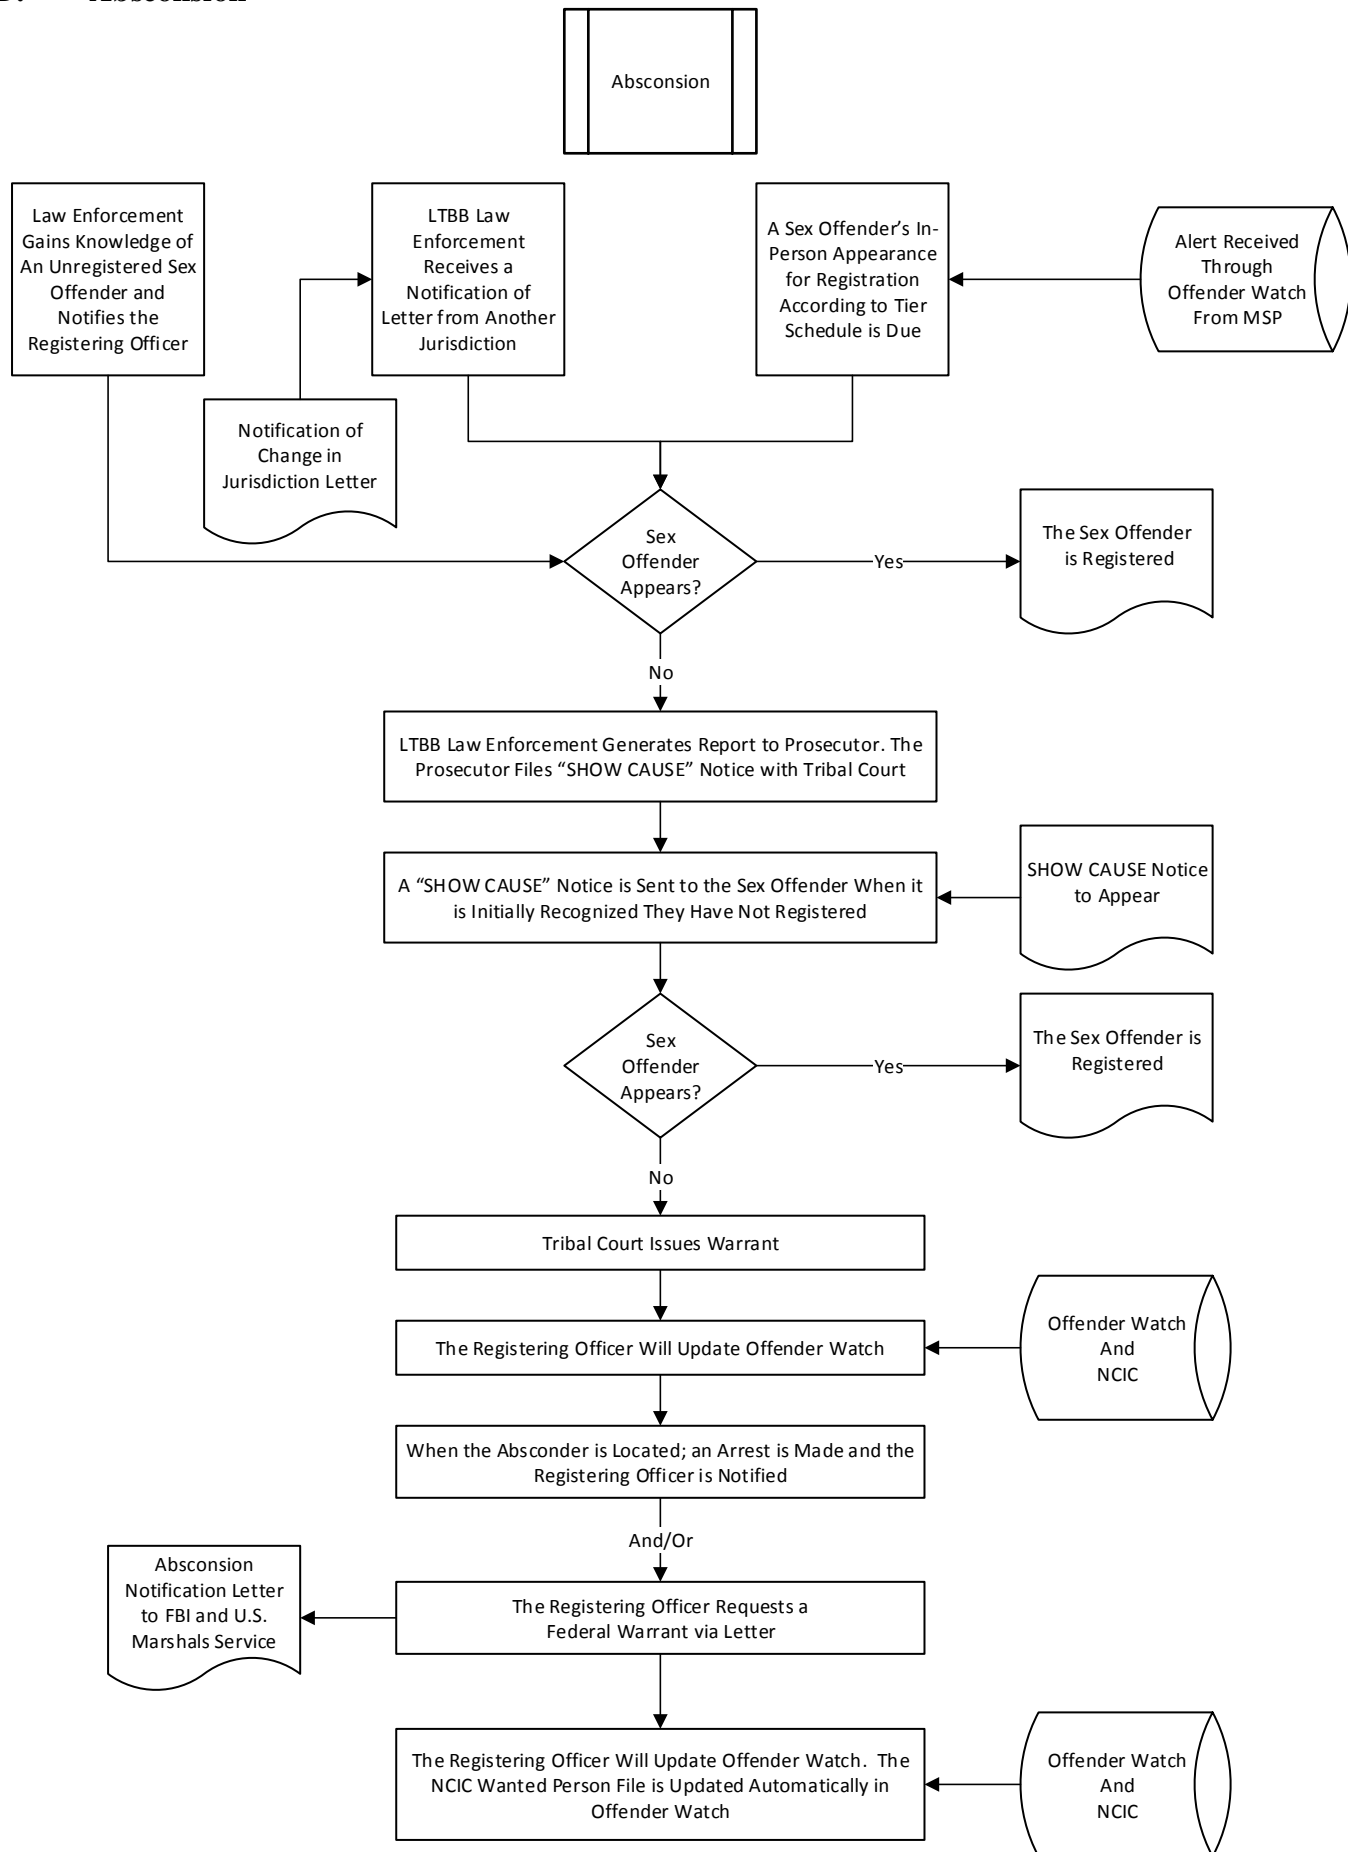 Absconsion
Absconsion
Law Enforcement
Gains Knowledge of
An Unregistered Sex
Offender and
Notifies the
Registering Officer
LTBB Law
Enforcement
Receives a
Notification of
Letter from Another
Jurisdiction
A Sex Offender’s In-
Person Appearance
for Registration
According to Tier
Schedule is Due
Alert Received
Through
Offender Watch
From MSP
Notification of
Change in
Jurisdiction Letter
Sex
Offender
Appears?
Yes
The Sex Offender
is Registered
No
LTBB Law Enforcement Generates Report to Prosecutor. The
Prosecutor Files “SHOW CAUSE” Notice with Tribal Court
A “SHOW CAUSE” Notice is Sent to the Sex Offender When it
is Initially Recognized They Have Not Registered
SHOW CAUSE Notice
to Appear
Sex
Offender
Appears?
Yes
The Sex Offender is
Registered
No
Tribal Court Issues Warrant
The Registering Officer Will Update Offender Watch
Offender Watch
And
NCIC
When the Absconder is Located; an Arrest is Made and the
Registering Officer is Notified
And/Or
Absconsion
Notification Letter
to FBI and U.S.
Marshals Service
The Registering Officer Requests a
Federal Warrant via Letter
The Registering Officer Will Update Offender Watch.  The
NCIC Wanted Person File is Updated Automatically in
Offender Watch
Offender Watch
And
NCIC